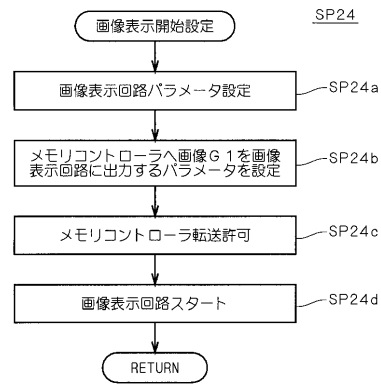 画像表示開始設定
SP24
画像表示回路パラメータ設定
SP24a
メモリコントローラへ画像G1を画像
表示回路に出力するパラメータを設定
SP24b
メモリコントローラ転送許可
SP24c
画像表示回路スタート
SP24d
RETURN